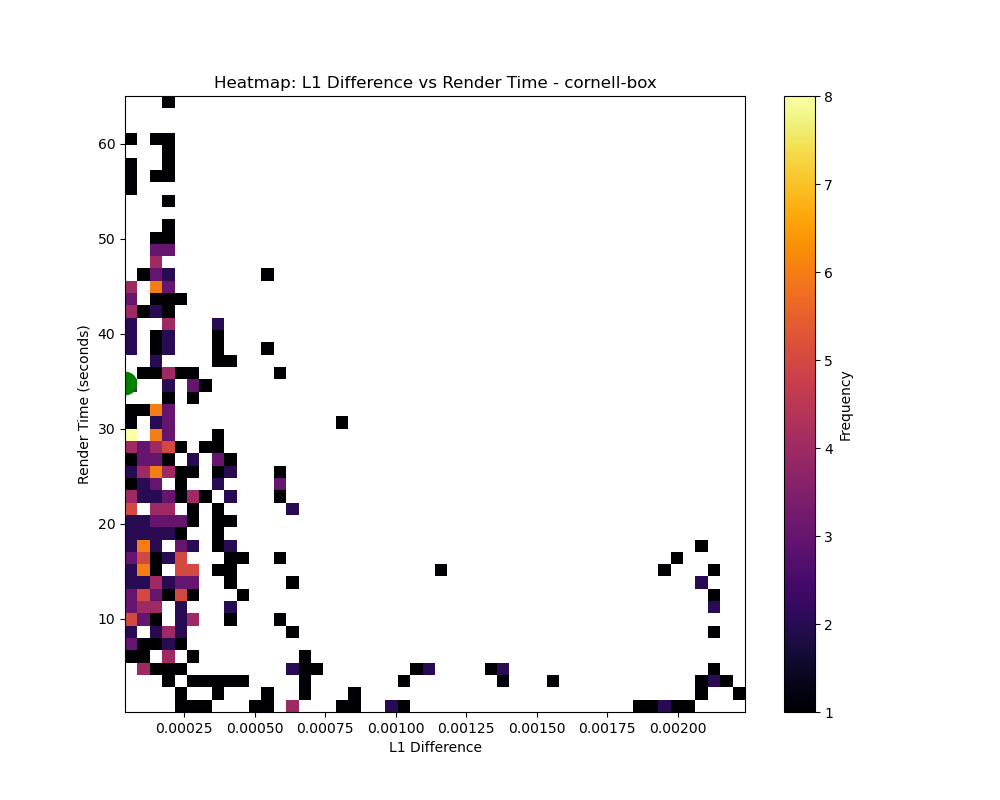 Heatmap: L1 Difference vs Render Time - cornell-box
60
50
40
30
20
10
Render Time (seconds)
0.00025 0.00050 0.00075 0.00100 0.00125 0.00150 0.00175 0.00200
L1 Difference
8
7
6
5
4
3
2
1
Frequency